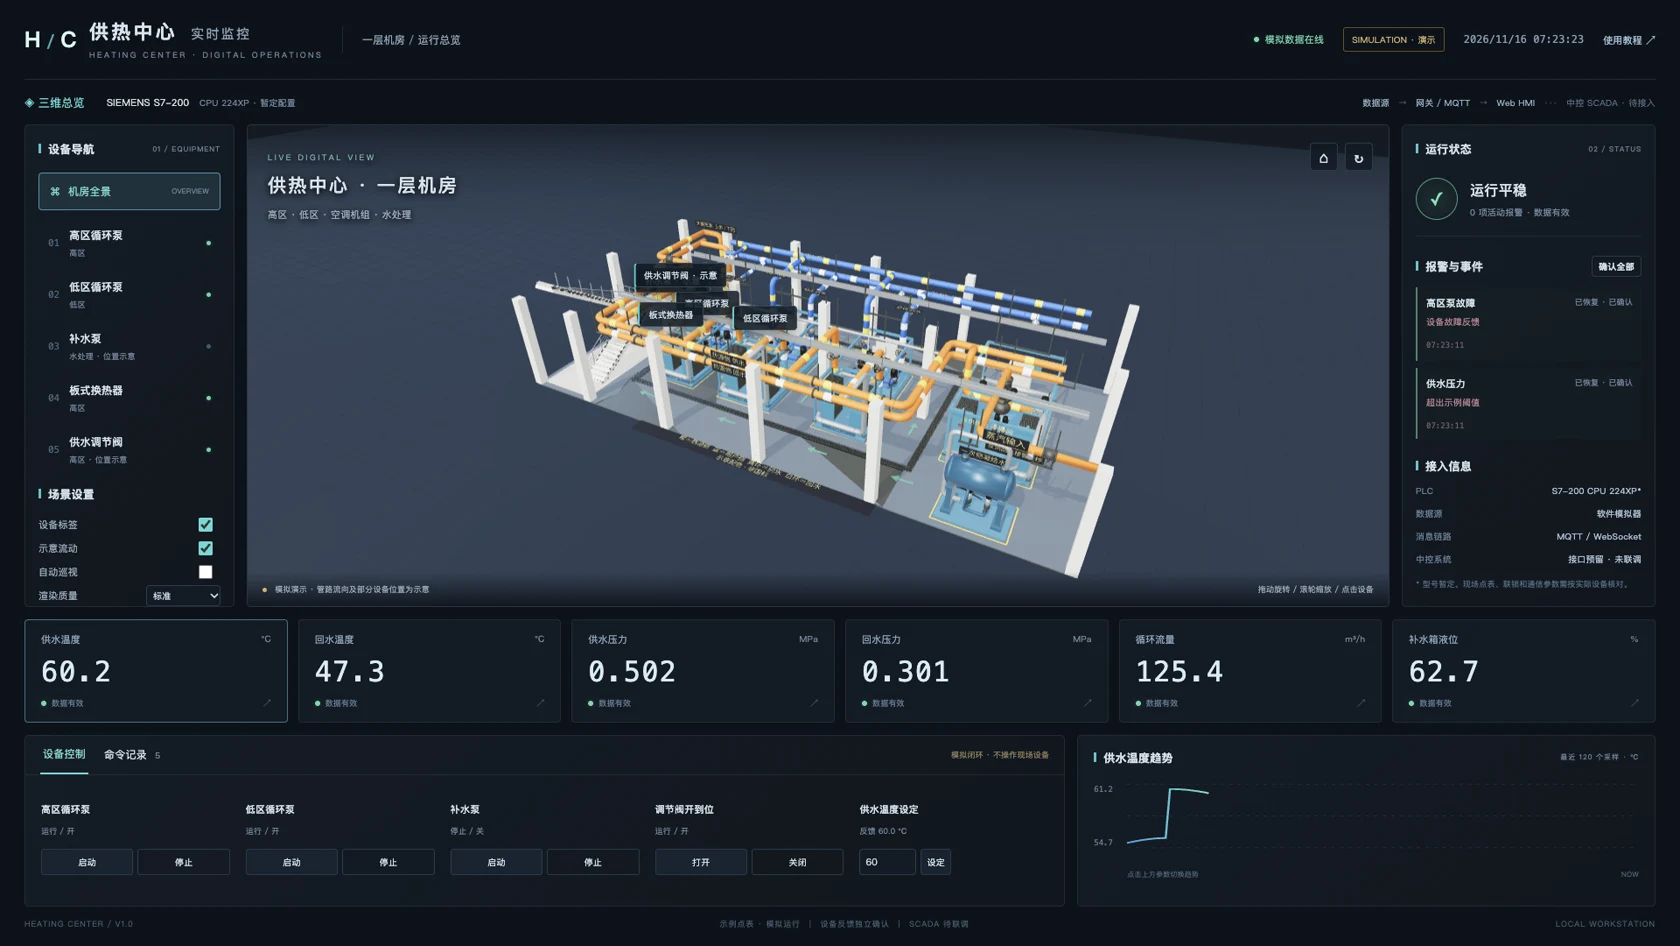 H / C 供热中心 实时监控
HEATING CENTER · DIGITAL OPERATIONS
一层机房 / 运行总览
模拟数据在线
SIMULATION · 演示
2026/11/16 07:23:23
使用教程 ↗
三维总览 SIEMENS S7-200 CPU 224XP · 暂定配置
数据源 → 网关 / MQTT → Web HMI ··· 中控 SCADA · 待接入
设备导航 01 / EQUIPMENT
⌘ 机房全景 OVERVIEW
01 高区循环泵
高区
02 低区循环泵
低区
03 补水泵
水处理 · 位置示意
04 板式换热器
高区
05 供水调节阀
高区 · 位置示意
场景设置
设备标签
示意流动
自动巡视
渲染质量 标准
LIVE DIGITAL VIEW
供热中心 · 一层机房
高区 · 低区 · 空调机组 · 水处理
供水调节阀 · 示意
区循环泵
板式换热器
低区循环泵
蒸汽输入
模拟演示 · 管路流向及部分设备位置为示意
拖动旋转 / 滚轮缩放 / 点击设备
运行状态 02 / STATUS
运行平稳
0 项活动报警 · 数据有效
报警与事件 确认全部
高区泵故障 已恢复 · 已确认
设备故障反馈
07:23:11
供水压力 已恢复 · 已确认
超出示例阈值
07:23:11
接入信息
PLC S7-200 CPU 224XP*
数据源 软件模拟器
消息链路 MQTT / WebSocket
中控系统 接口预留 · 未联调
* 型号暂定，现场点表、联锁和通信参数需按实际设备核对。
供水温度 °C
60.2
数据有效
回水温度 °C
47.3
数据有效
供水压力 MPa
0.502
数据有效
回水压力 MPa
0.301
数据有效
循环流量 m³/h
125.4
数据有效
补水箱液位 %
62.7
数据有效
设备控制 命令记录 5
模拟闭环 · 不操作现场设备
高区循环泵
运行 / 开
启动 停止
低区循环泵
运行 / 开
启动 停止
补水泵
停止 / 关
启动 停止
调节阀开到位
运行 / 开
打开 关闭
供水温度设定
反馈 60.0 °C
60 设定
供水温度趋势 最近 120 个采样 · °C
61.2
54.7
点击上方参数切换趋势 NOW
HEATING CENTER / V1.0
示例点表 · 模拟运行 | 设备反馈独立确认 | SCADA 待联调
LOCAL WORKSTATION